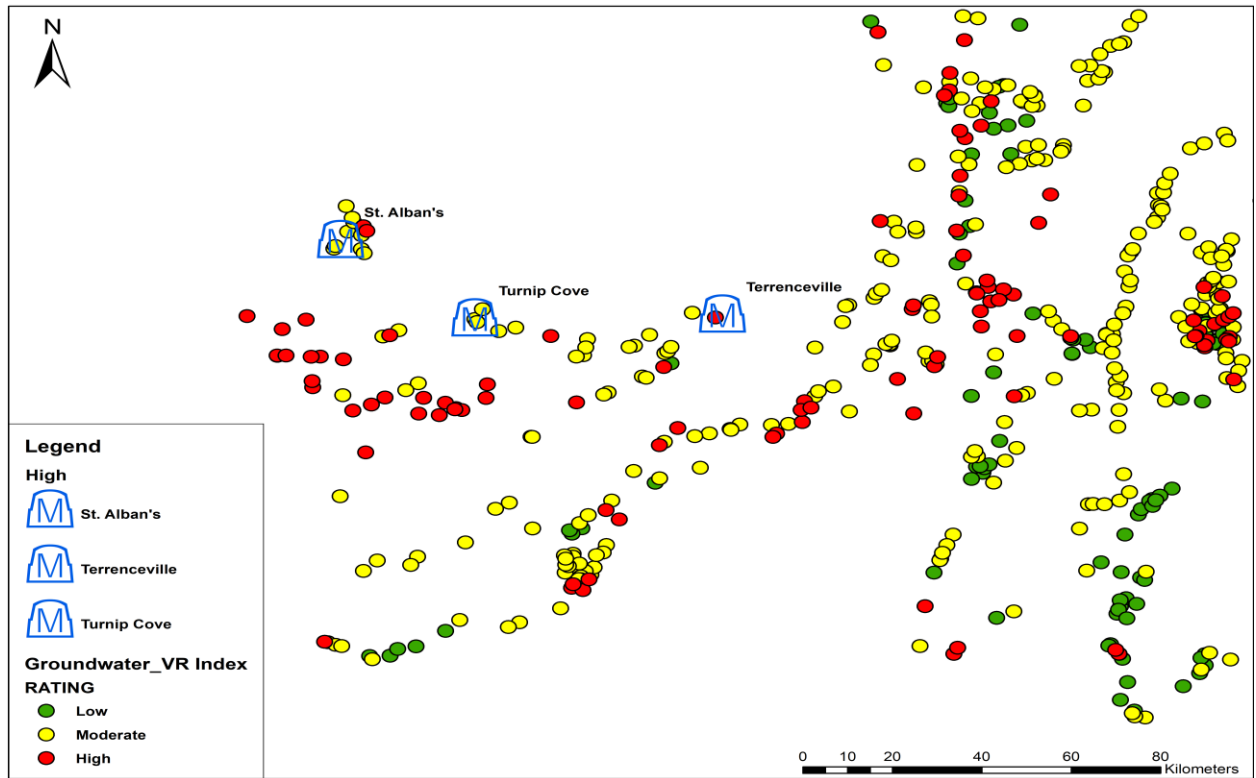 N
St. Alban's
Turnip Cove
Terrenceville
Legend
High
M St. Alban's
M Terrenceville
M Turnip Cove
Groundwater_VR Index
RATING
Low
Moderate
High
0 10 20 40 60 80
Kilometers